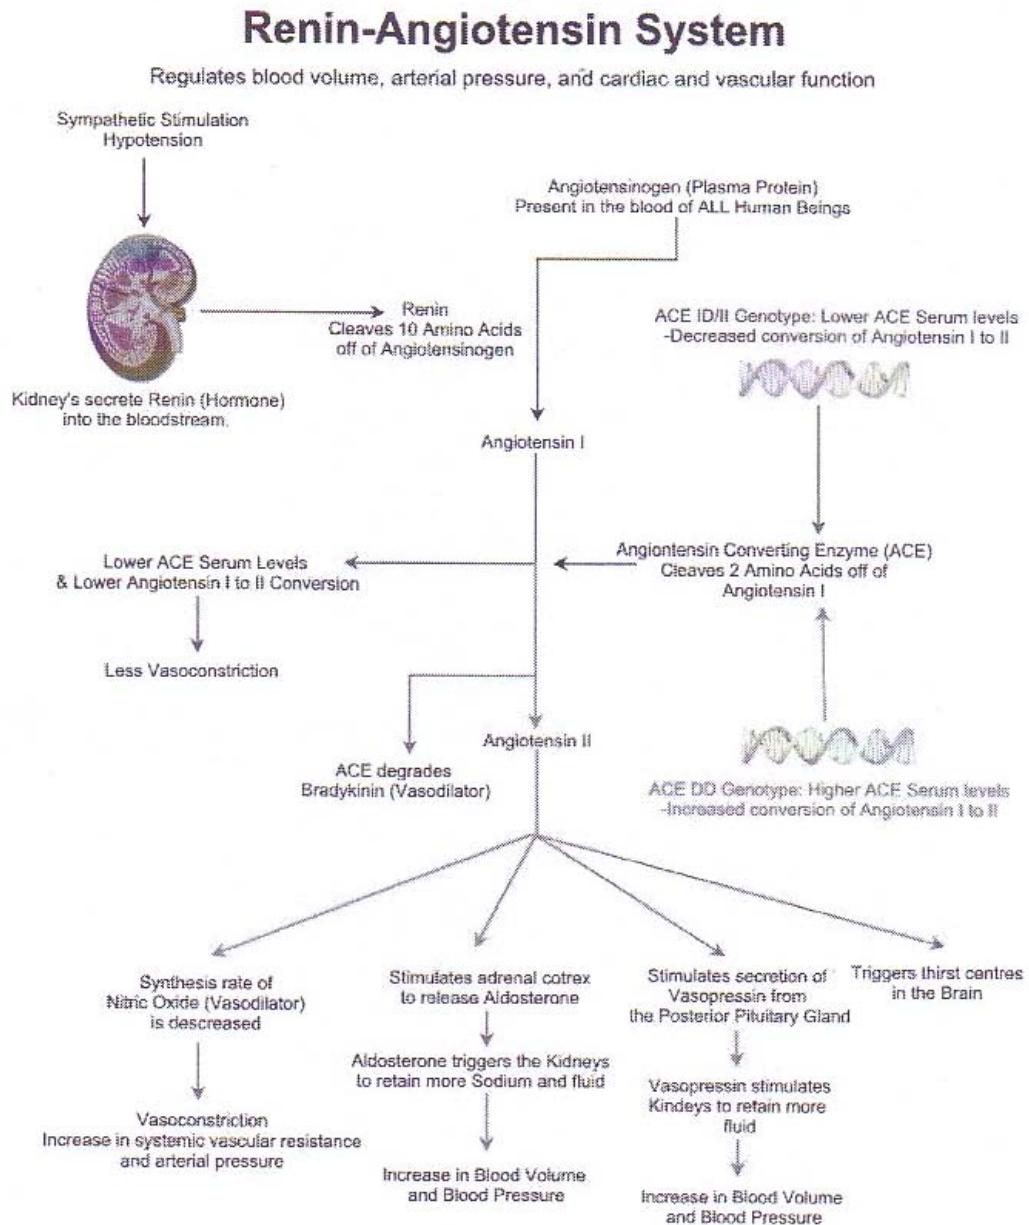 Renin-Angiotensin System
Regulates blood volume, arterial pressure, and cardiac and vascular function
Sympathetic Stimulation
Hypotension
Angiotensinogen (Plasma Protein)
Present in the blood of ALL Human Beings
Renin
Cleaves 10 Amino Acids
off of Angiotensinogen
ACE ID/II Genotype: Lower ACE Serum levels
-Decreased conversion of Angiotensin I to II
Kidney's secrete Renin (Hormone)
into the bloodstream.
Angiotensin I
Lower ACE Serum Levels
& Lower Angiotensin I to II Conversion
Angiontensin Converting Enzyme (ACE)
Cleaves 2 Amino Acids off of
Angiotensin I
Less Vasoconstriction
Angiotensin II
ACE degrades
Bradykinin (Vasodilator)
ACE DD Genotype: Higher ACE Serum levels
-Increased conversion of Angiotensin I to II
Synthesis rate of
Nitric Oxide (Vasodilator)
is descreased
Vasoconstriction
Increase in systemic vascular resistance
and arterial pressure
Stimulates adrenal cotrex
to release Aldosterone
Aldosterone triggers the Kidneys
to retain more Sodium and fluid
Increase in Blood Volume
and Blood Pressure
Stimulates secretion of
Vasopressin from
the Posterior Pituitary Gland
Vasopressin stimulates
Kindeys to retain more
fluid
Increase in Blood Volume
and Blood Pressure
Triggers thirst centres
in the Brain